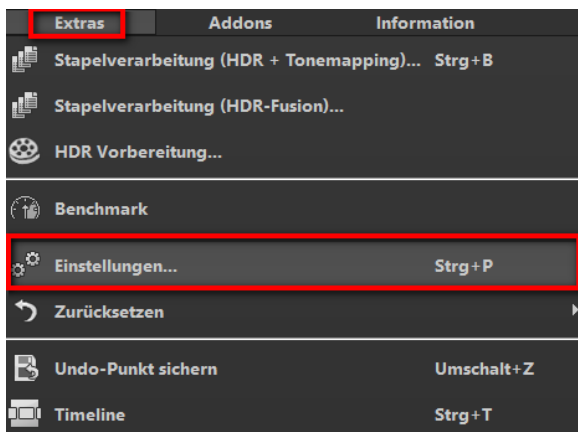 Extras Addons Information
Stapelverarbeitung (HDR + Tonemapping)... Strg+B
Stapelverarbeitung (HDR-Fusion)...
HDR Vorbereitung...
Benchmark
Einstellungen... Strg+P
Zurücksetzen
Undo-Punkt sichern Umschalt+Z
Timeline Strg+T